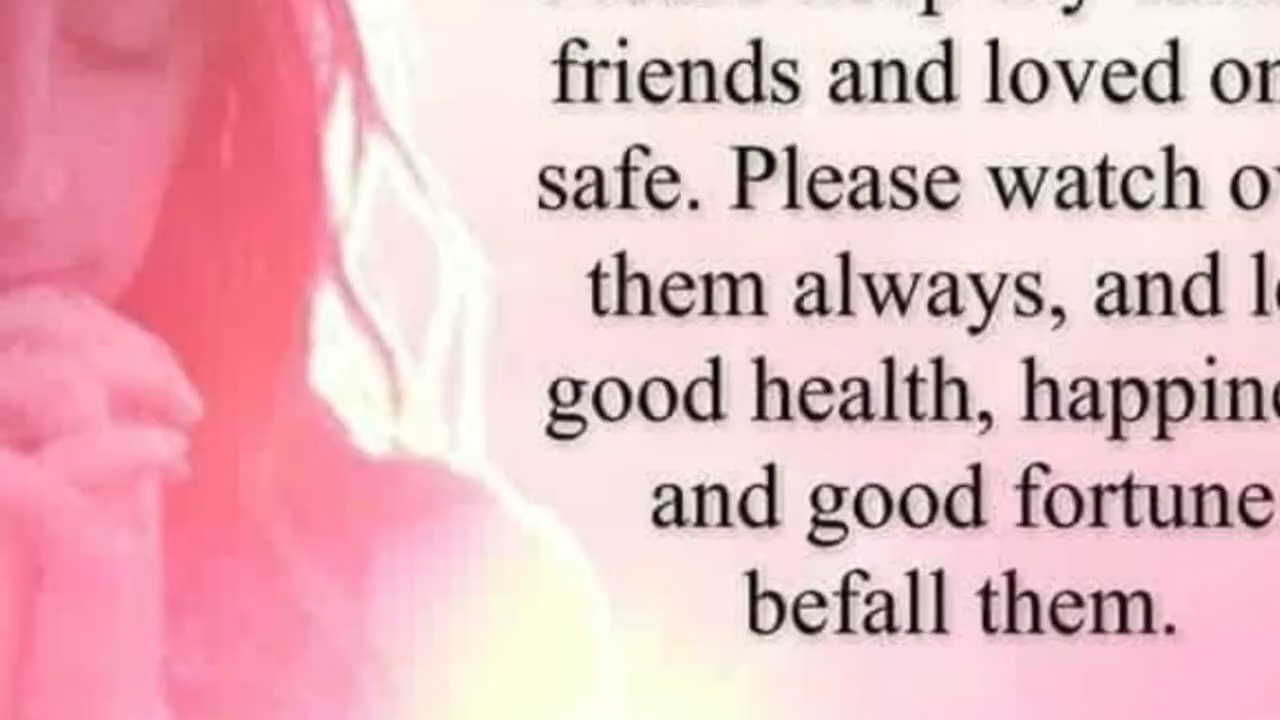 friends and loved
safe. Please watch
them always, and
good health,
and good fortune
befall them.